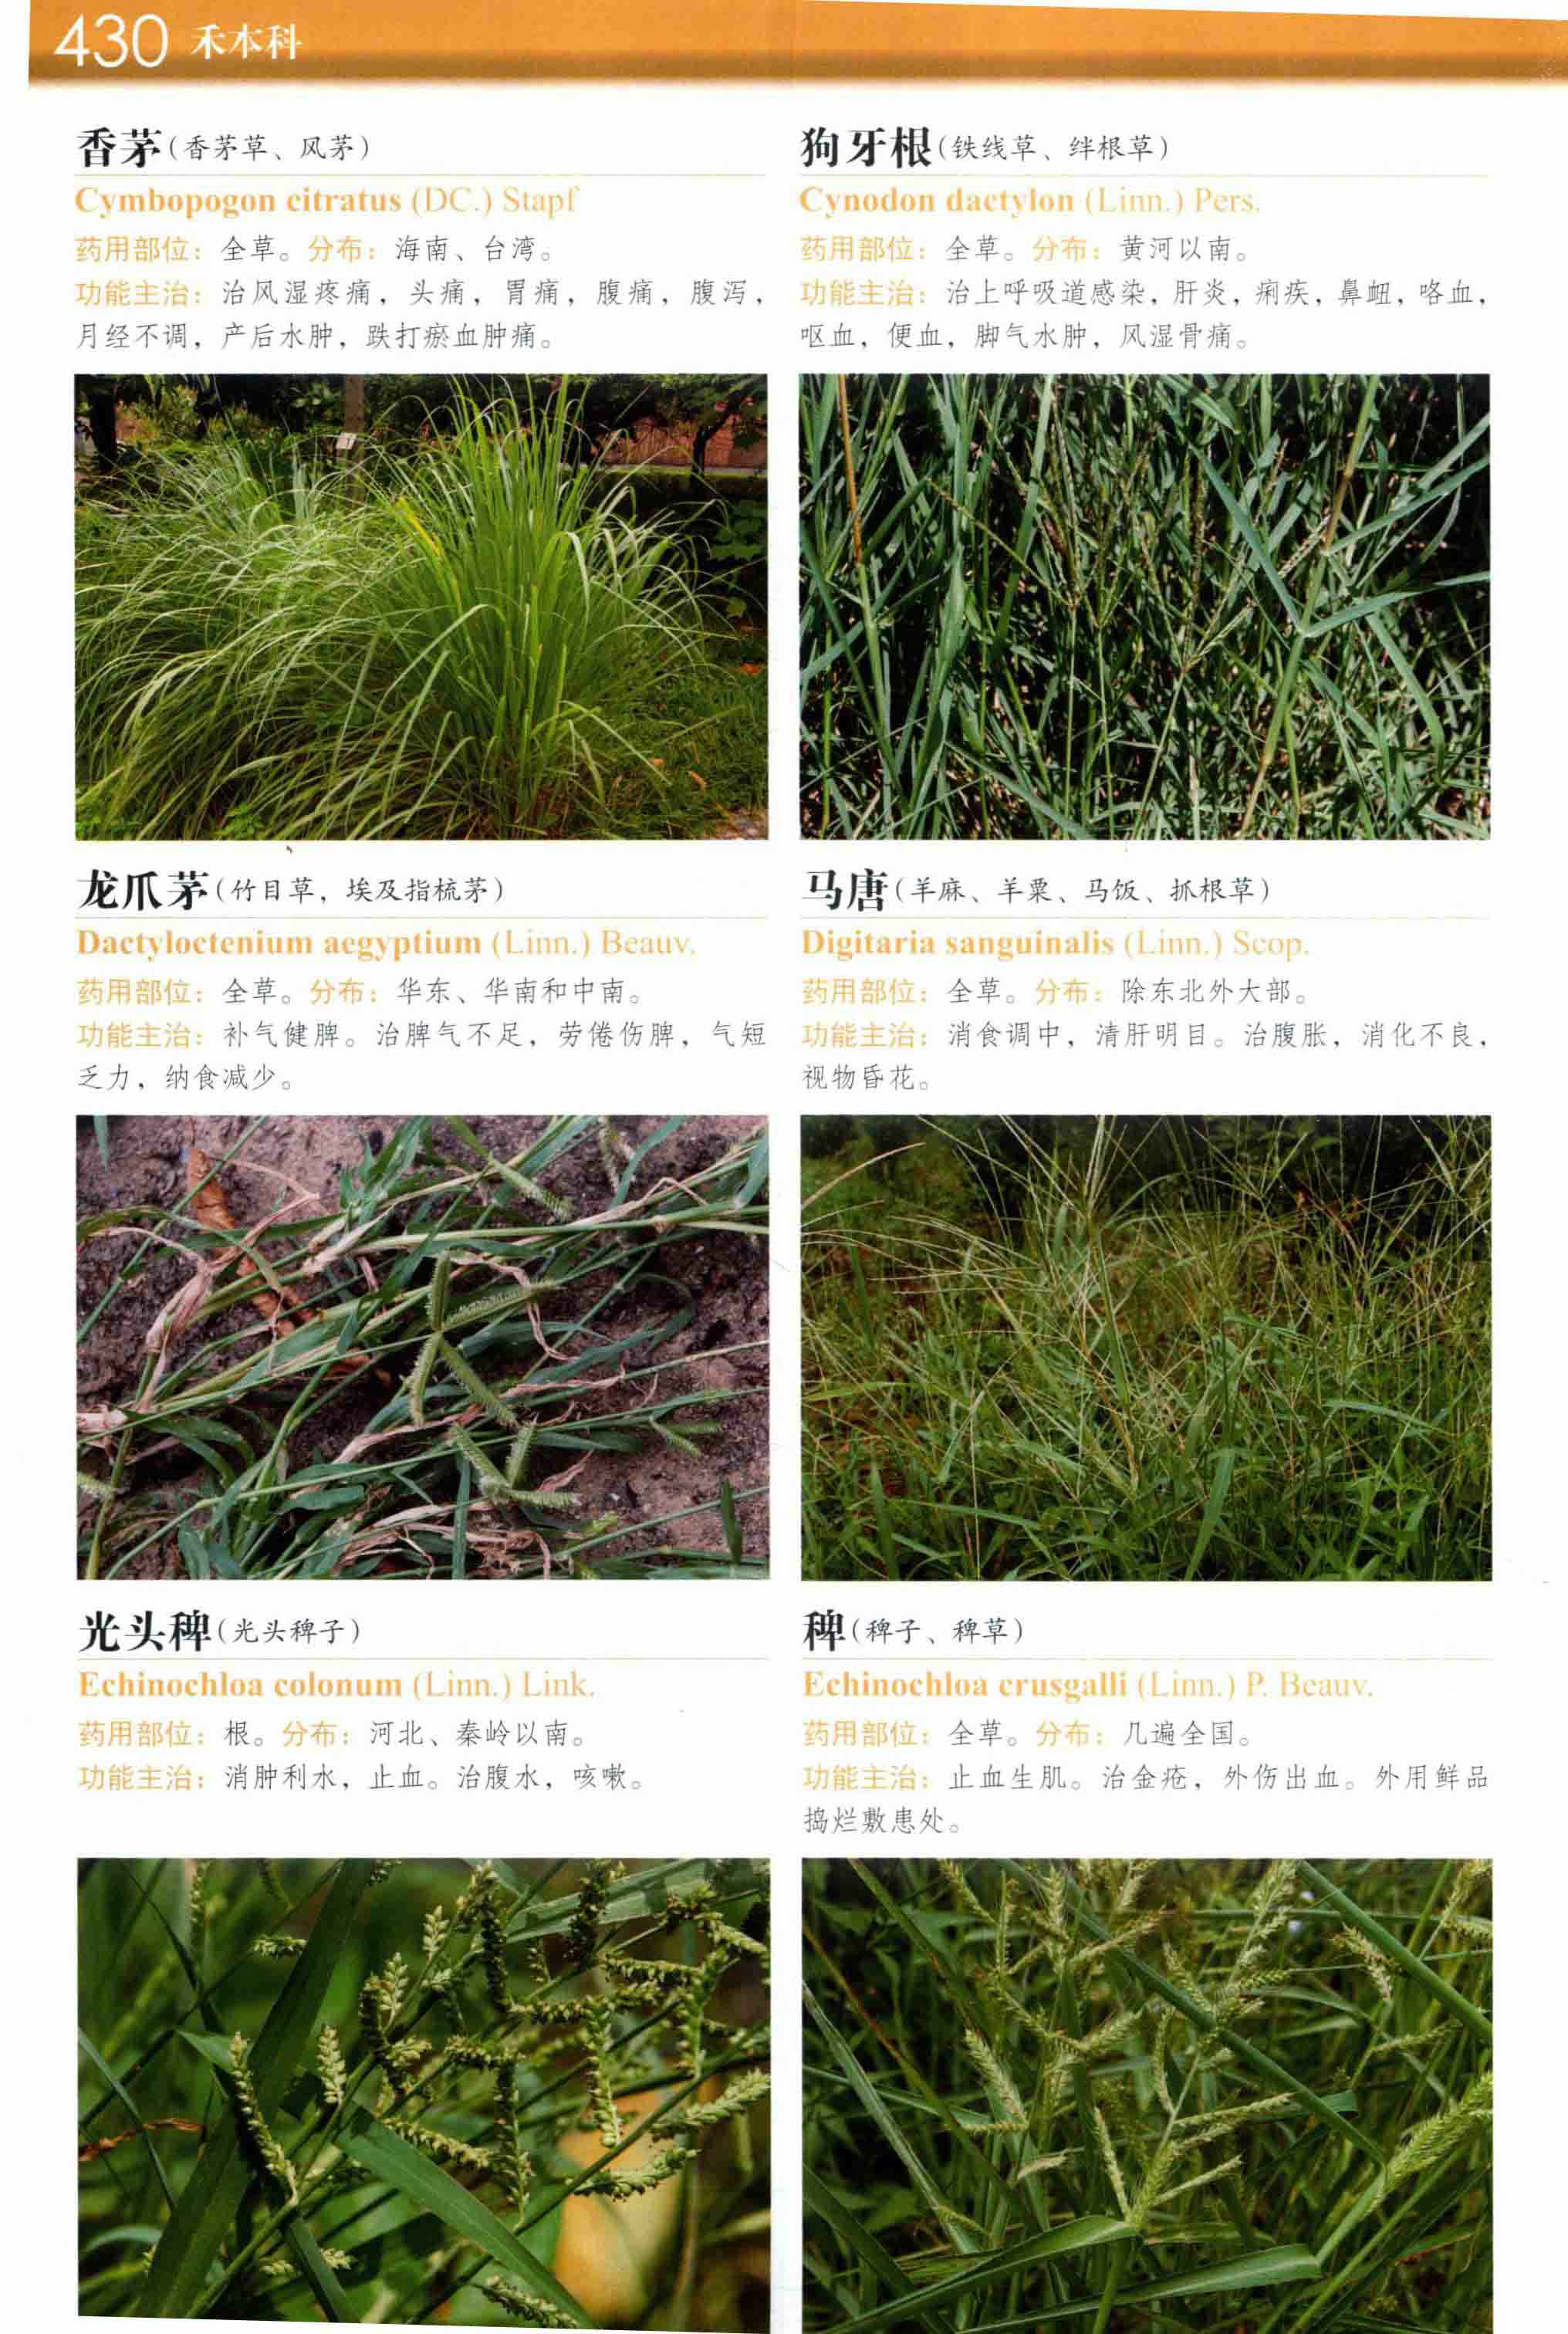 430 禾本科
香茅(香茅草、风茅)
Cymbopogon citratus (DC.) Stapf
药用部位：全草。分布：海南、台湾。
功能主治：治风湿疼痛，头痛，胃痛，腹痛，腹泻，
月经不调，产后水肿，跌打瘀血肿痛。
狗牙根(铁线草、绊根草)
Cynodon dactylon (Linn.) Pers.
药用部位：全草。分布：黄河以南。
功能主治：治上呼吸道感染，肝炎，痢疾，鼻衄，咯血，
呕血，便血，脚气水肿，风湿骨痛。
龙爪茅(竹目草，埃及指梳茅)
Dactyloctenium aegyptium (Linn.) Beauv.
药用部位：全草。分布：华东、华南和中南。
功能主治：补气健脾。治脾气不足，劳倦伤脾，气短
乏力，纳食减少。
马唐(羊麻、羊粟、马饭、抓根草)
Digitaria sanguinalis (Linn.) Scop.
药用部位：全草。分布：除东北外大部。
功能主治：消食调中，清肝明目。治腹胀，消化不良，
视物昏花。
光头稗(光头稗子)
Echinochloa colonum (Linn.) Link.
药用部位：根。分布：河北、秦岭以南。
功能主治：消肿利水，止血。治腹水，咳嗽。
稗(稗子、稗草)
Echinochloa crusgalli (Linn.) P. Beauv.
药用部位：全草。分布：几遍全国。
功能主治：止血生肌。治金疮，外伤出血。外用鲜品
捣烂敷患处。